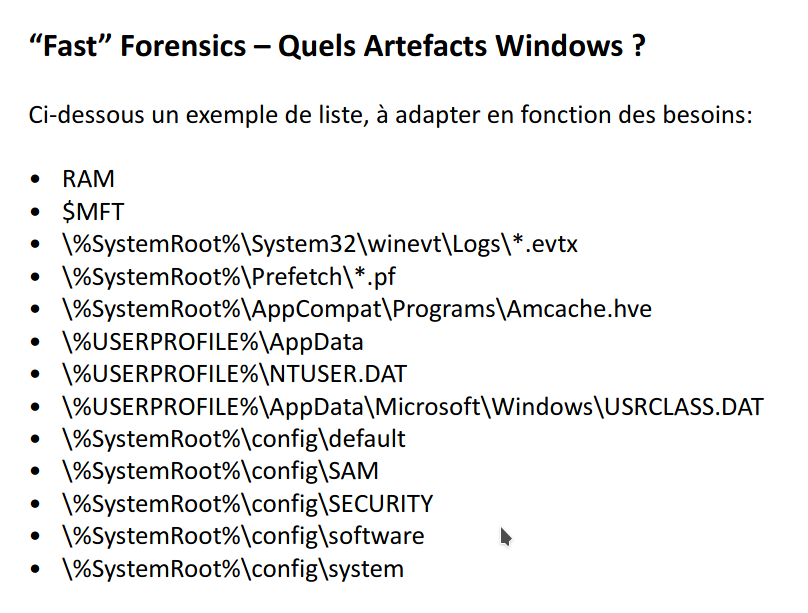 “Fast” Forensics – Quels Artefacts Windows ?
Ci-dessous un exemple de liste, à adapter en fonction des besoins:
• RAM
• $MFT
• \%SystemRoot%\System32\winevt\Logs\*.evtx
• \%SystemRoot%\Prefetch\*.pf
• \%SystemRoot%\AppCompat\Programs\Amcache.hve
• \%USERPROFILE%\AppData
• \%USERPROFILE%\NTUSER.DAT
• \%USERPROFILE%\AppData\Microsoft\Windows\USRCLASS.DAT
• \%SystemRoot%\config\default
• \%SystemRoot%\config\SAM
• \%SystemRoot%\config\SECURITY
• \%SystemRoot%\config\software
• \%SystemRoot%\config\system